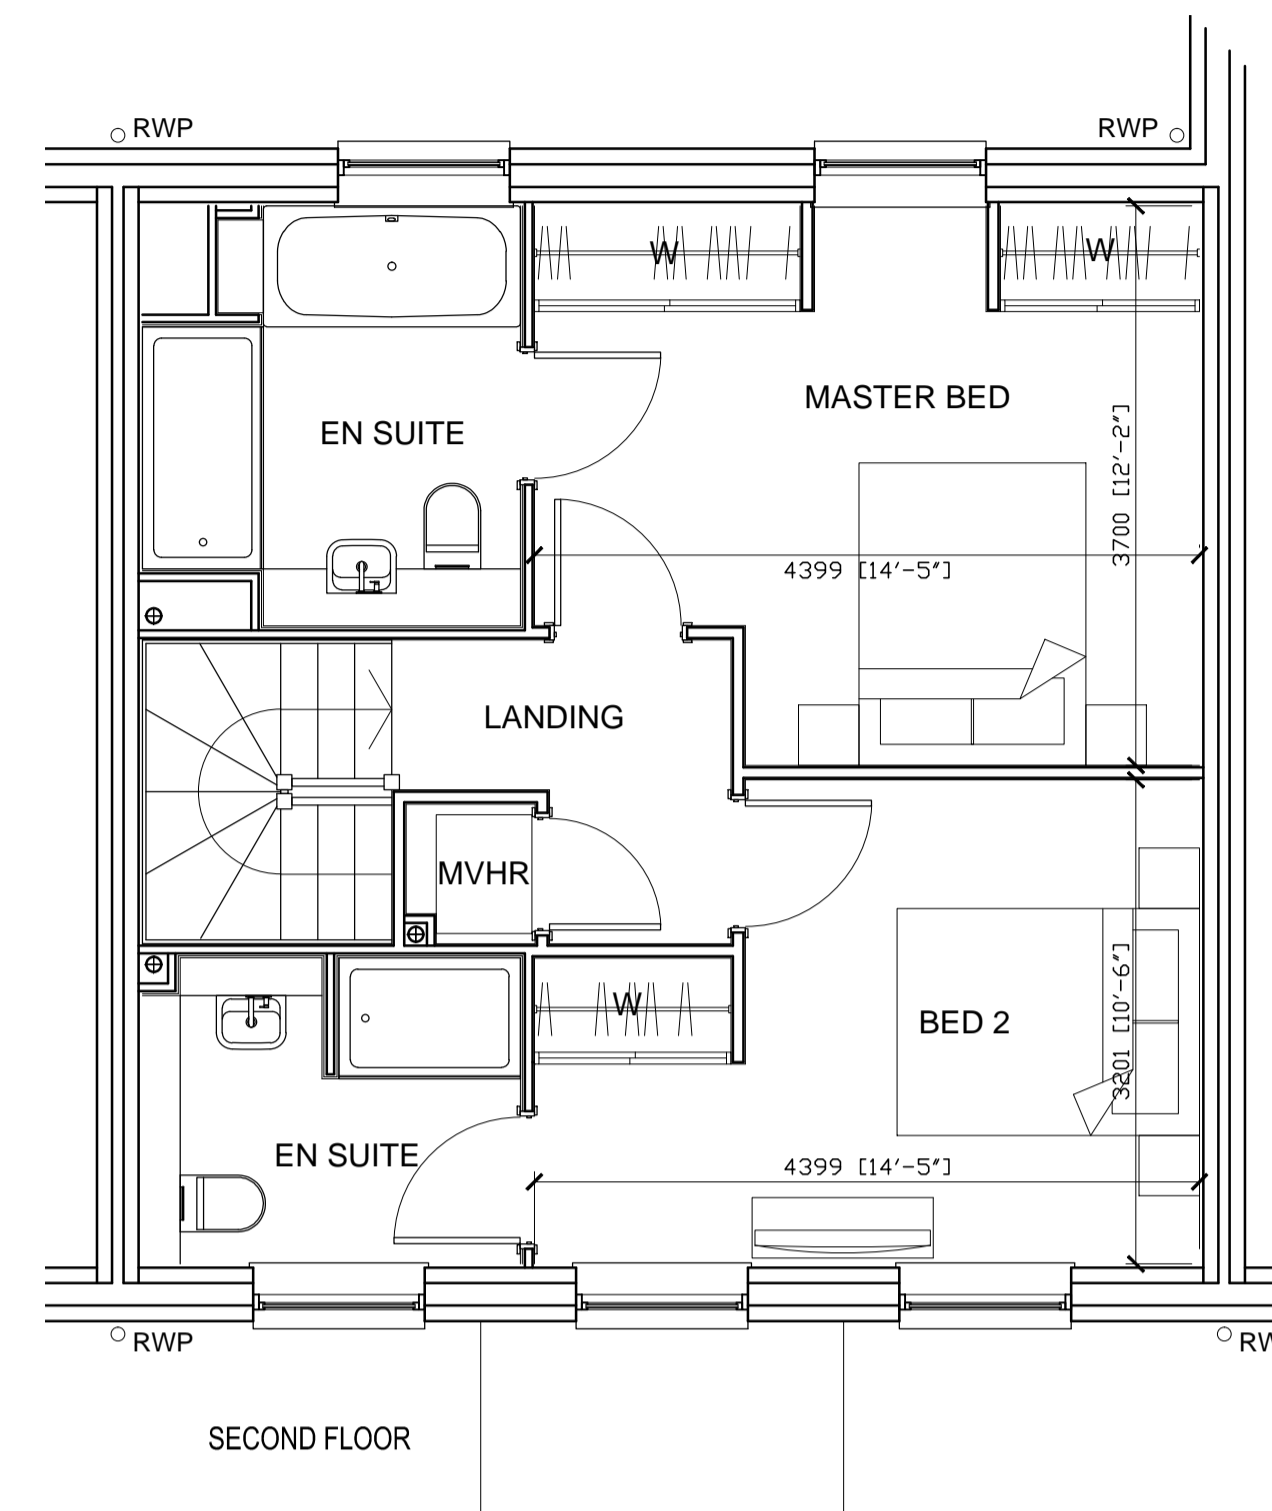 RWP
RWP
W
W
MASTER BED
EN SUITE
3700 [12'-2"]
4399 [14'-5"]
LANDING
MVHR
W
BED 2
3201 [10'-6"]
EN SUITE
4399 [14'-5"]
RWP
RW
SECOND FLOOR